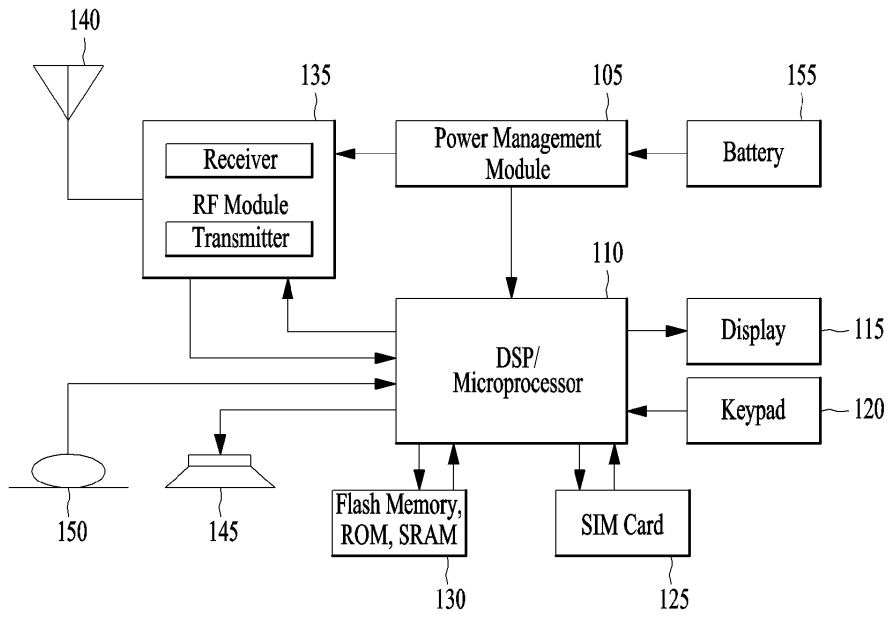 140
135
105
155
Receiver
RF Module
Transmitter
Power Management
Module
Battery
110
DSP/
Microprocessor
Display
115
Keypad
120
150
145
Flash Memory,
ROM, SRAM
130
SIM Card
125